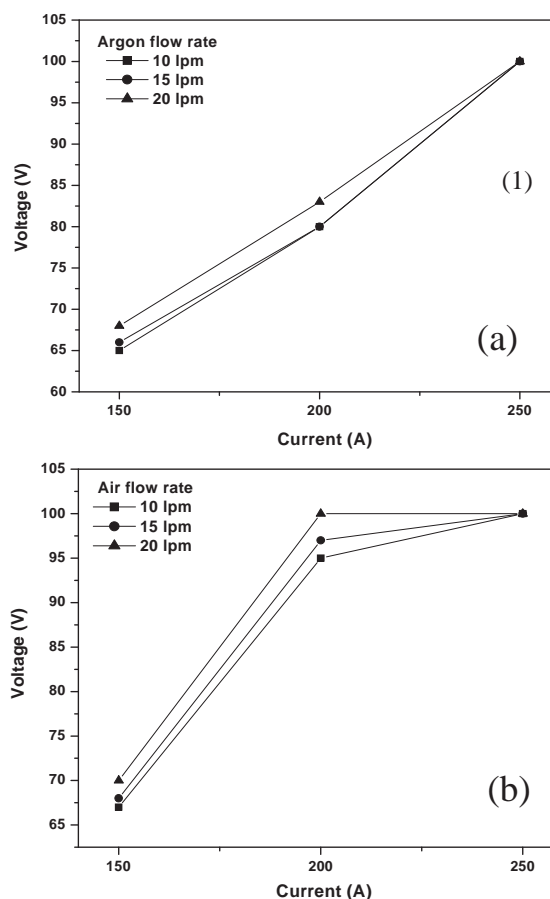 105
Argon flow rate
10 lpm
15 lpm
20 lpm
100
95
90
85
80
75
70
65
60
Voltage (V)
(1)
(a)
150
200
250
Current (A)
105
Air flow rate
10 lpm
15 lpm
20 lpm
100
95
90
85
80
75
70
65
Voltage (V)
(b)
150
200
250
Current (A)